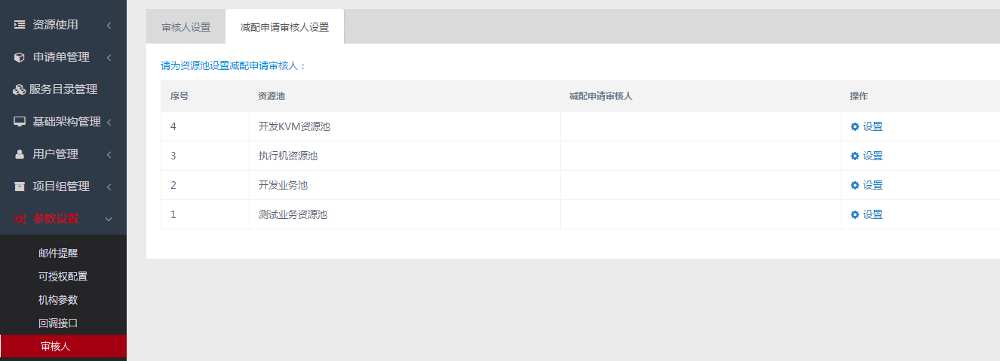 资源使用
申请单管理
服务目录管理
基础架构管理
用户管理
项目组管理
参数设置
邮件提醒
可授权配置
机构参数
回调接口
审核人
审核人设置 减配申请审核人设置
请为资源池设置减配申请审核人：
序号 资源池 减配申请审核人 操作
4 开发KVM资源池 设置
3 执行机资源池 设置
2 开发业务池 设置
1 测试业务资源池 设置